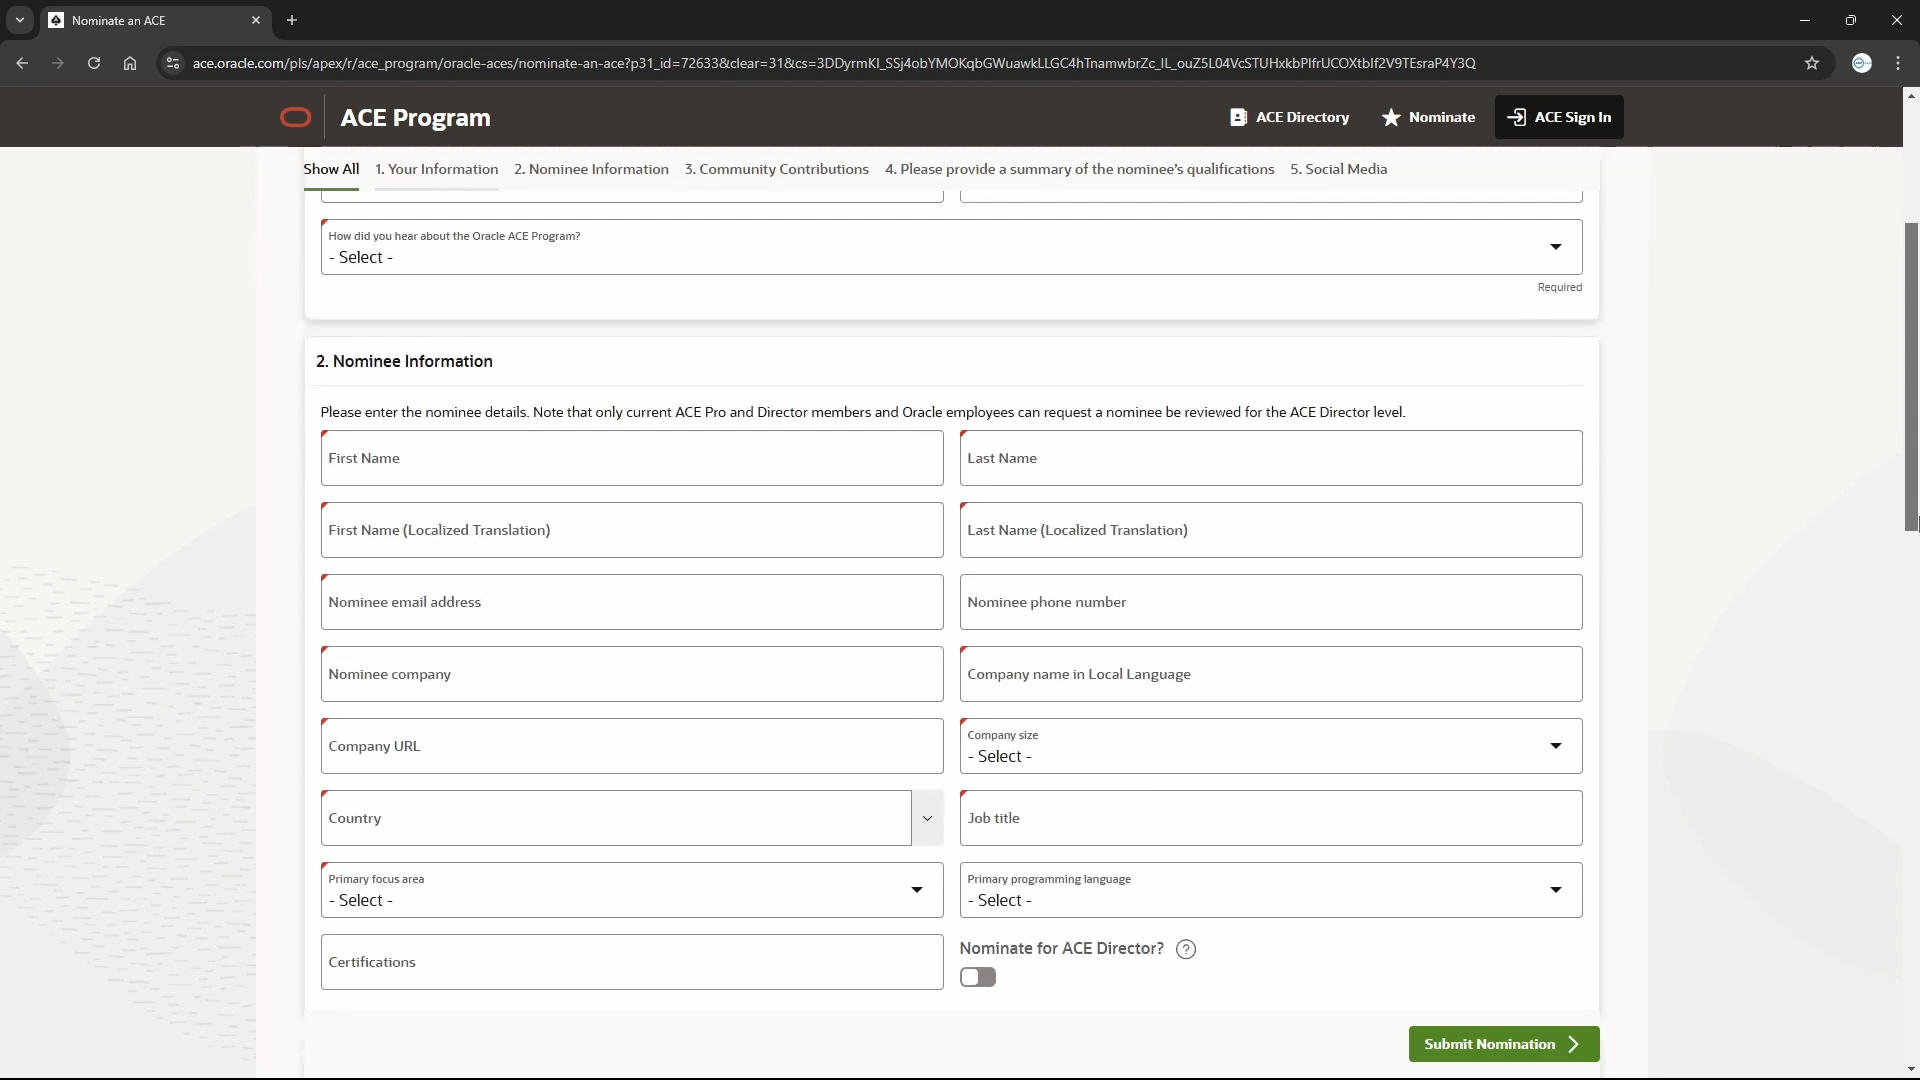 Nominate an ACE
ace.oracle.com/pls/apex/r/ace_program/oracle-aces/nominate-an-ace?p31_id=72633&clear=31&cs=3DDyrmKI_SSj4obYMOKqbGWuawkLLGC4hTnamwbrZc_IL_ouZ5L04VcSTUHxkbPlfrUCOXtbIf2V9TEsraP4Y3Q
ACE Program
ACE Directory
Nominate
ACE Sign In
Show All
1. Your Information
2. Nominee Information
3. Community Contributions
4. Please provide a summary of the nominee's qualifications
5. Social Media
How did you hear about the Oracle ACE Program?
- Select -
Required
2. Nominee Information
Please enter the nominee details. Note that only current ACE Pro and Director members and Oracle employees can request a nominee be reviewed for the ACE Director level.
First Name
Last Name
First Name (Localized Translation)
Last Name (Localized Translation)
Nominee email address
Nominee phone number
Nominee company
Company name in Local Language
Company URL
Company size
- Select -
Country
Job title
Primary focus area
- Select -
Primary programming language
- Select -
Certifications
Nominate for ACE Director?
Submit Nomination